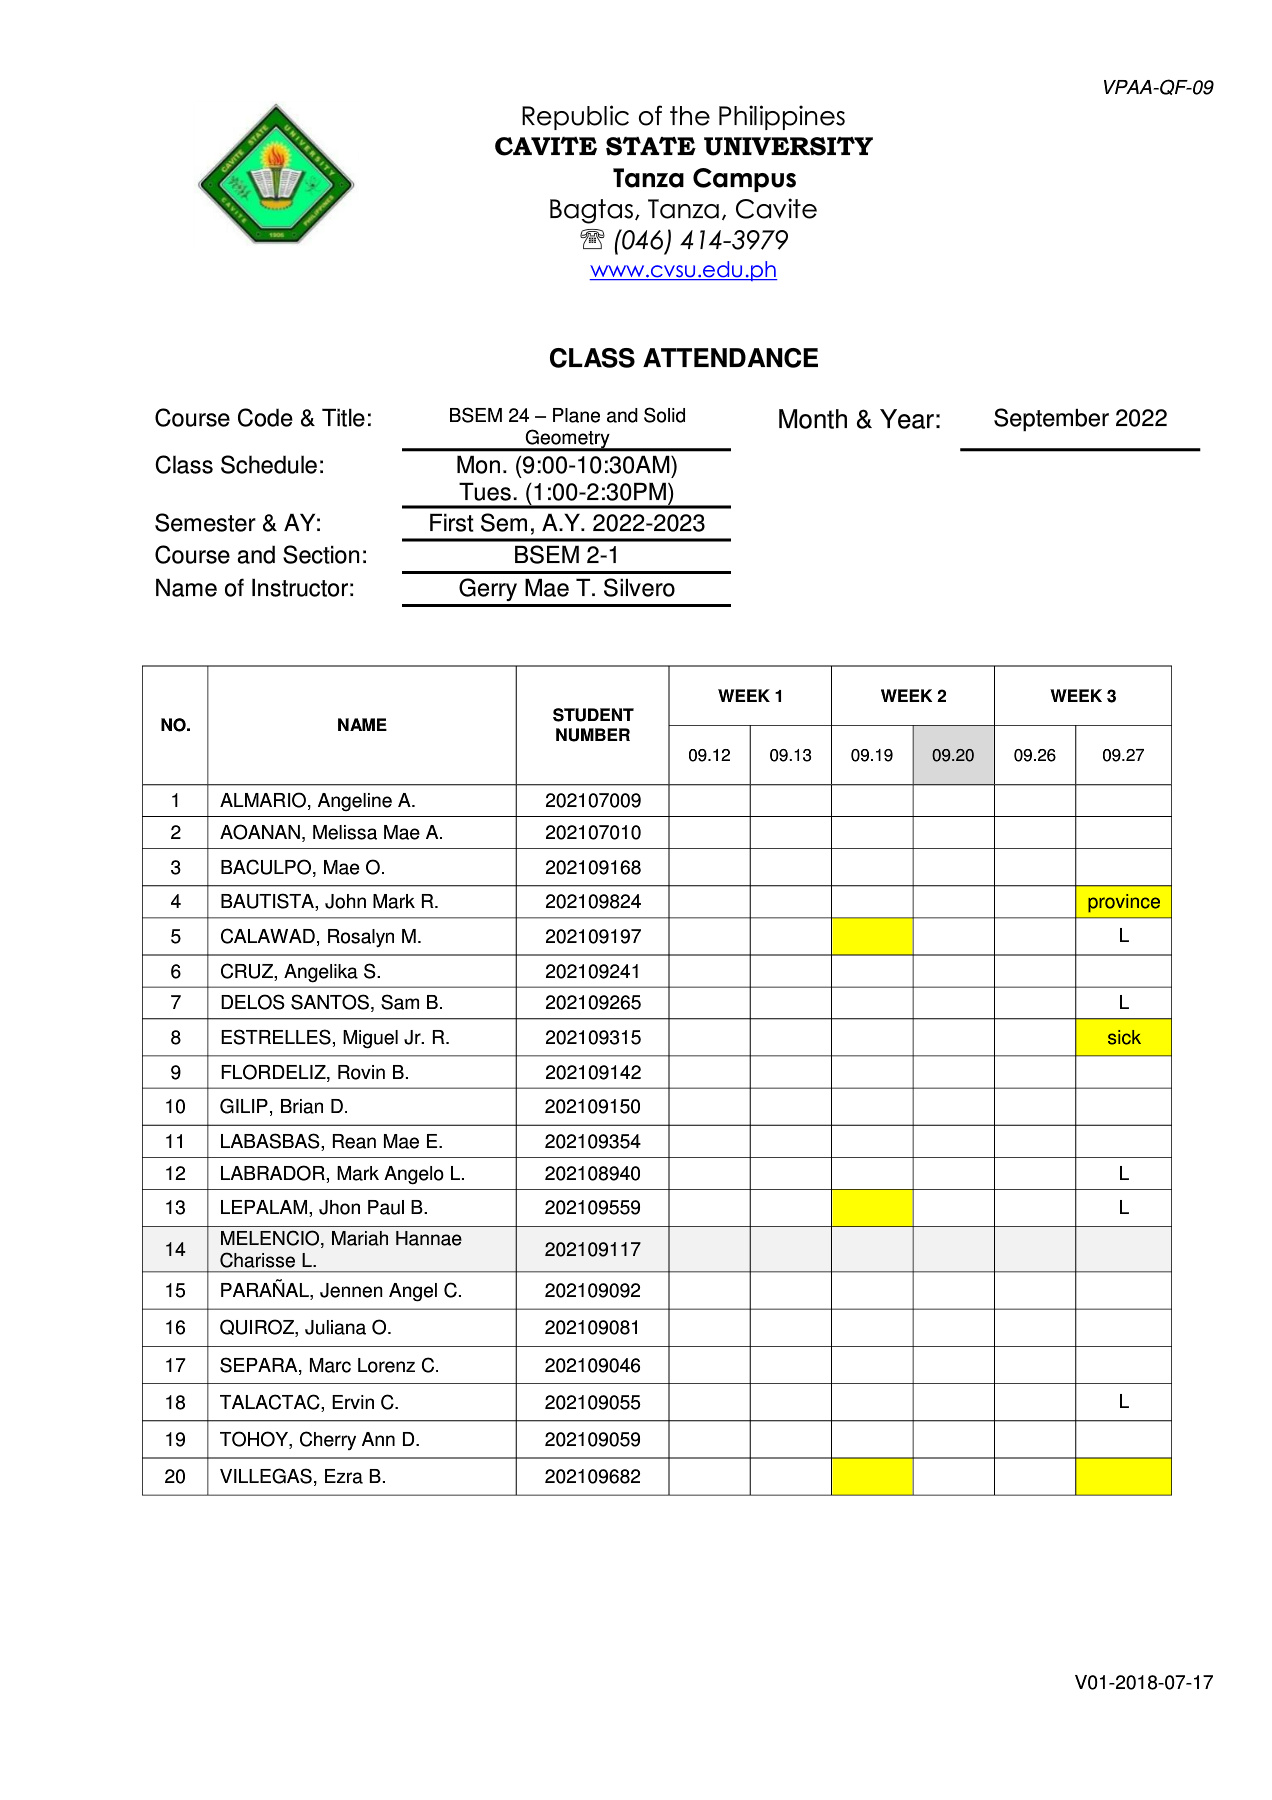 VPAA-QF-09
CAVITE STATE UNIVERSITY
CAVITE
PHILIPPINES
1906
Republic of the Philippines
CAVITE STATE UNIVERSITY
Tanza Campus
Bagtas, Tanza, Cavite
☏ (046) 414-3979
www.cvsu.edu.ph
CLASS ATTENDANCE
Course Code & Title: BSEM 24 – Plane and Solid Geometry Month & Year: September 2022
Class Schedule: Mon. (9:00-10:30AM)
Tues. (1:00-2:30PM)
Semester & AY: First Sem, A.Y. 2022-2023
Course and Section: BSEM 2-1
Name of Instructor: Gerry Mae T. Silvero
NO. NAME STUDENT NUMBER WEEK 1 WEEK 2 WEEK 3
09.12 09.13 09.19 09.20 09.26 09.27
1 ALMARIO, Angeline A. 202107009
2 AOANAN, Melissa Mae A. 202107010
3 BACULPO, Mae O. 202109168
4 BAUTISTA, John Mark R. 202109824 province
5 CALAWAD, Rosalyn M. 202109197 L
6 CRUZ, Angelika S. 202109241
7 DELOS SANTOS, Sam B. 202109265 L
8 ESTRELLES, Miguel Jr. R. 202109315 sick
9 FLORDELIZ, Rovin B. 202109142
10 GILIP, Brian D. 202109150
11 LABASBAS, Rean Mae E. 202109354
12 LABRADOR, Mark Angelo L. 202108940 L
13 LEPALAM, Jhon Paul B. 202109559 L
14 MELENCIO, Mariah Hannae Charisse L. 202109117
15 PARAÑAL, Jennen Angel C. 202109092
16 QUIROZ, Juliana O. 202109081
17 SEPARA, Marc Lorenz C. 202109046
18 TALACTAC, Ervin C. 202109055 L
19 TOHOY, Cherry Ann D. 202109059
20 VILLEGAS, Ezra B. 202109682
V01-2018-07-17